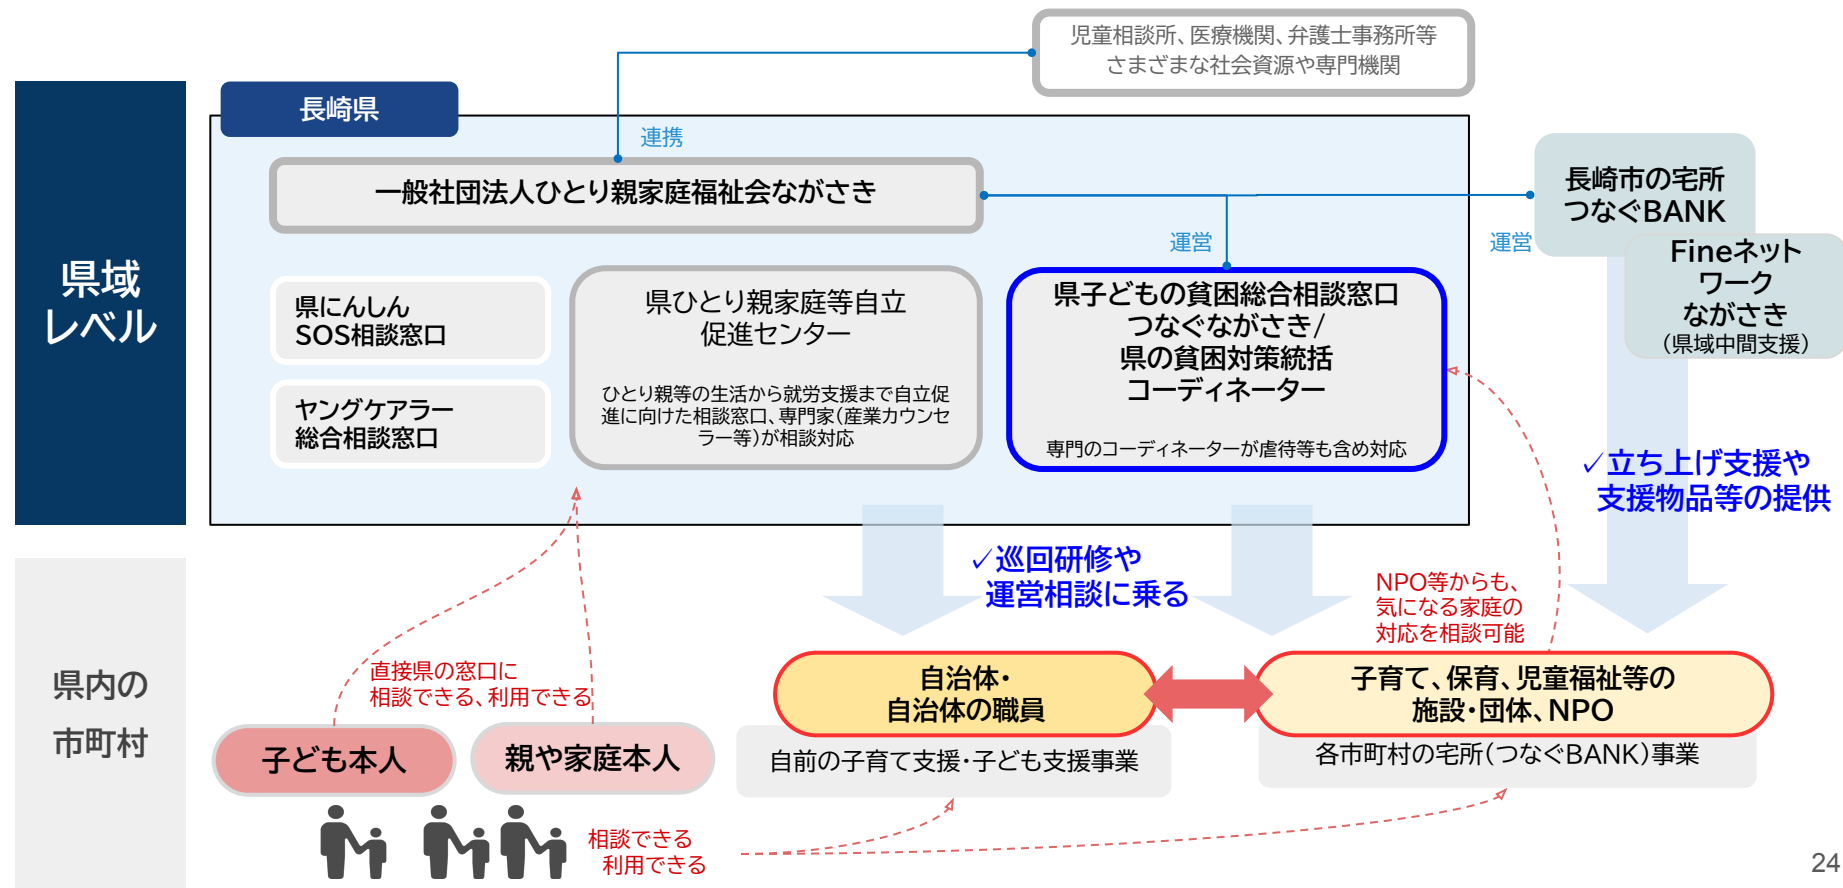 児童相談所、医療機関、弁護士事務所等
さまざまな社会資源や専門機関
県域
レベル
長崎県
連携
一般社団法人ひとり親家庭福祉会ながさき
運営
運営
長崎市の宅所
つなぐBANK
Fineネット
ワーク
ながさき
（県域中間支援）
県にんしん
SOS相談窓口
ヤングケアラー
総合相談窓口
県ひとり親家庭等自立
促進センター
ひとり親等の生活から就労支援まで自立促
進に向けた相談窓口、専門家（産業カウンセ
ラー等）が相談対応
県子どもの貧困総合相談窓口
つなぐながさき/
県の貧困対策統括
コーディネーター
専門のコーディネーターが虐待等も含め対応
✓立ち上げ支援や
支援物品等の提供
✓巡回研修や
運営相談に乗る
NPO等からも、
気になる家庭の
対応を相談可能
県内の
市町村
直接県の窓口に
相談できる、利用できる
子ども本人
親や家庭本人
自治体・
自治体の職員
自前の子育て支援・子ども支援事業
子育て、保育、児童福祉等の
施設・団体、NPO
各市町村の宅所（つなぐBANK）事業
相談できる
利用できる
24